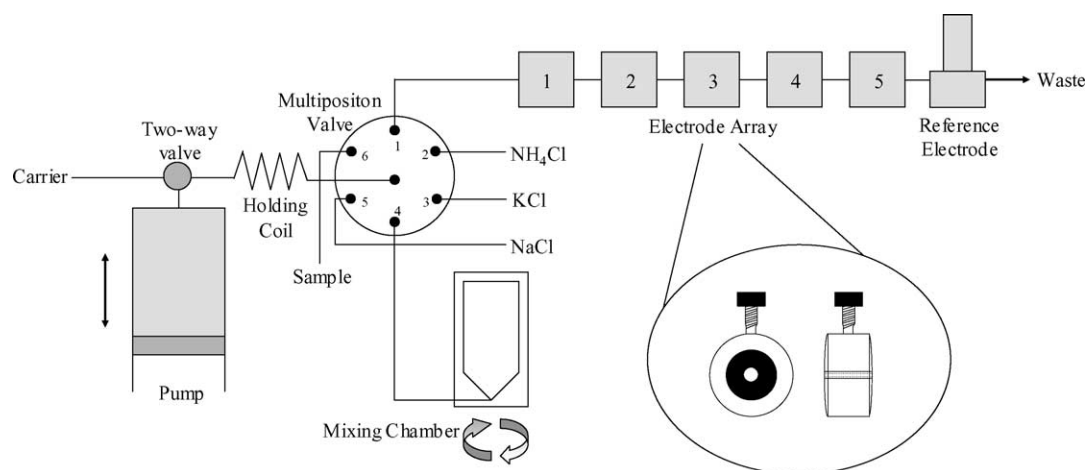 1
2
3
4
5
Waste
Multipositon
Valve
Electrode Array
Reference
Electrode
Two-way
valve
Carrier
Holding
Coil
1
2
3
4
5
6
NH4Cl
KCl
NaCl
Sample
Pump
Mixing Chamber